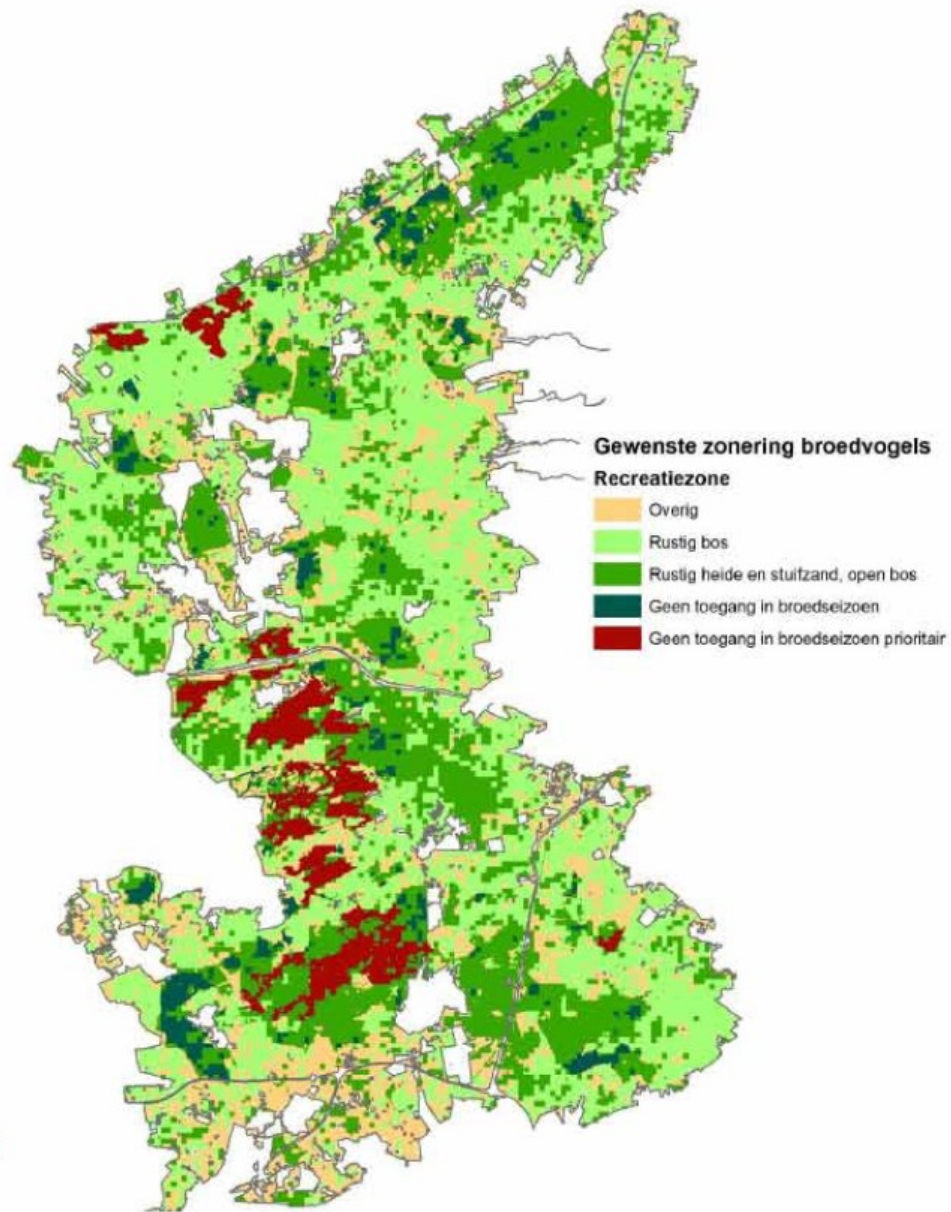 Gewenste zonering broedvogels
Recreatiezone
Overig
Rustig bos
Rustig heide en stuifzand, open bos
Geen toegang in broedseizoen
Geen toegang in broedseizoen prioritair